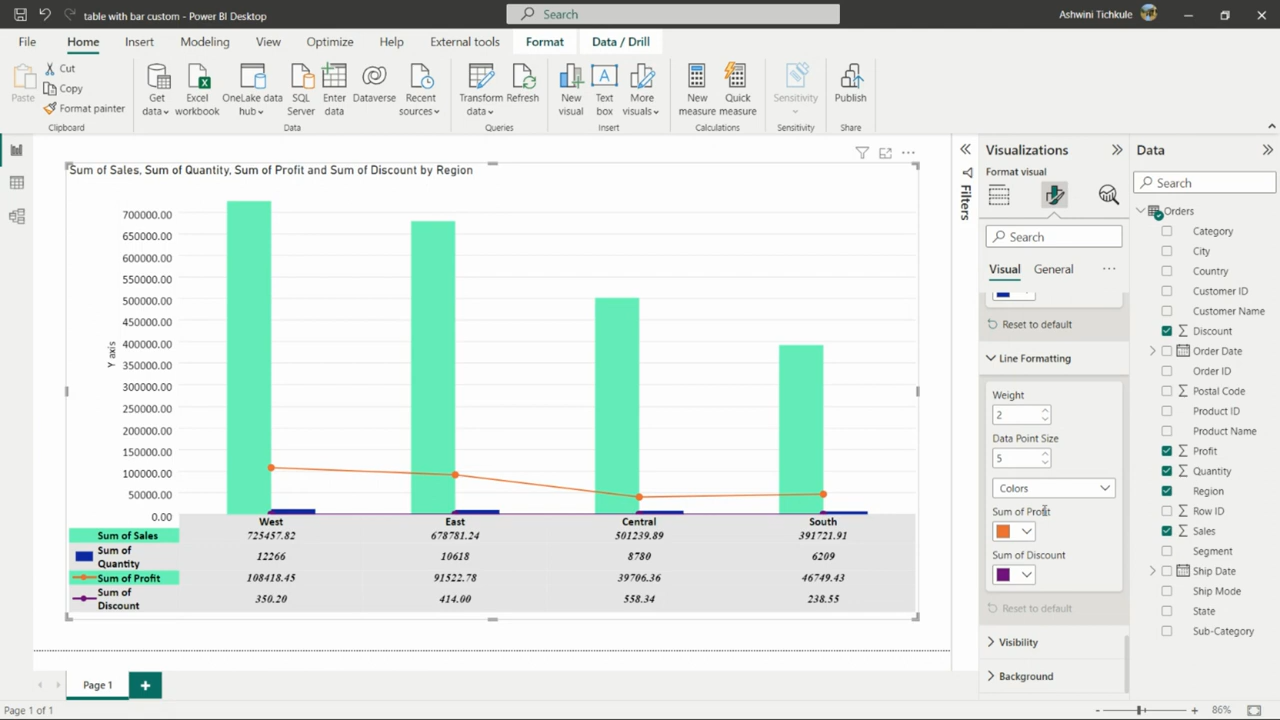 table with bar custom - Power BI Desktop
Search
Ashwini Tichkule
File Home Insert Modeling View Optimize Help External tools Format Data / Drill
Paste
Cut
Copy
Format painter
Clipboard
Get data
Excel workbook
OneLake data hub
SQL Server
Enter data
Dataverse
Recent sources
Data
Transform data
Refresh
Queries
New visual
Text box
More visuals
Insert
New measure
Quick measure
Calculations
Sensitivity
Sensitivity
Publish
Share
Sum of Sales, Sum of Quantity, Sum of Profit and Sum of Discount by Region
Y axis
700000.00
650000.00
600000.00
550000.00
500000.00
450000.00
400000.00
350000.00
300000.00
250000.00
200000.00
150000.00
100000.00
50000.00
0.00
West East Central South
Sum of Sales 725457.82 678781.24 501239.89 391721.91
Sum of Quantity 12266 10618 8780 6209
Sum of Profit 108418.45 91522.78 39706.36 46749.43
Sum of Discount 350.20 414.00 558.34 238.55
Filters
Visualizations
Format visual
Search
Visual General
Reset to default
Line Formatting
Weight
2
Data Point Size
5
Colors
Sum of Profit
Sum of Discount
Reset to default
Visibility
Background
Data
Search
Orders
Category
City
Country
Customer ID
Customer Name
Discount
Order Date
Order ID
Postal Code
Product ID
Product Name
Profit
Quantity
Region
Row ID
Sales
Segment
Ship Date
Ship Mode
State
Sub-Category
Page 1
Page 1 of 1
86%